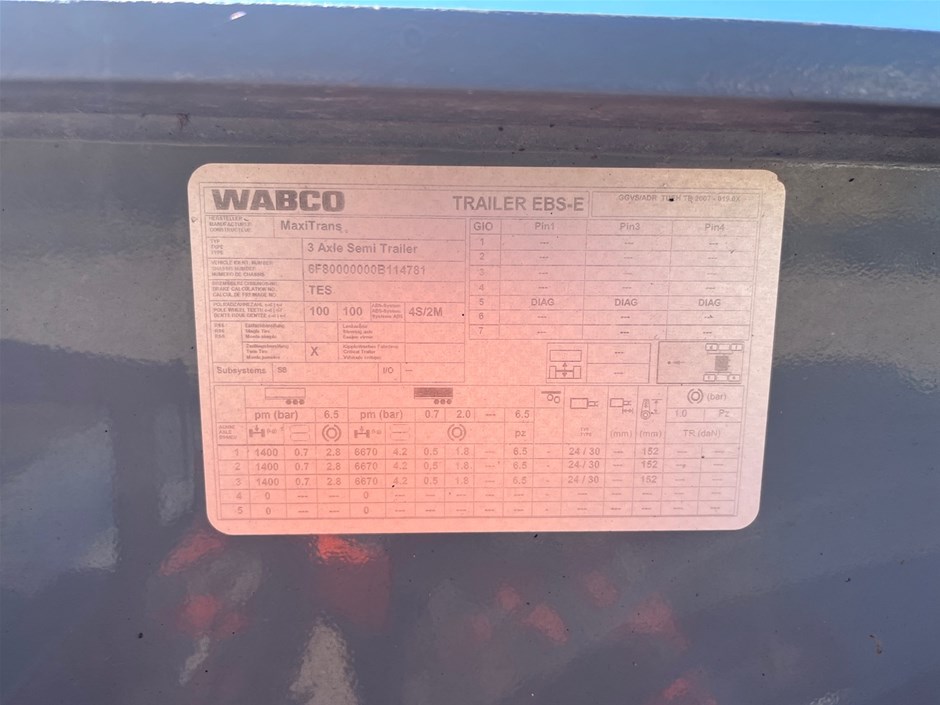 WABCO TRAILER EBS-E
MaxiTrans GIO Pin1 Pin3 Pin4
3 Axle Semi Trailer 1 --- --- ---
2 --- --- ---
6F80000000B114781 3 --- --- ---
TES 4 --- --- ---
100 100 4S/2M 5 DIAG DIAG DIAG
6 --- --- ---
7 --- --- ---
X
Subsystems I/O --
(bar)
pm (bar) 6.5 pm (bar) 0.7 2.0 --- 6.5 1.0 Pz
pz (mm) (mm) TR (daN)
1 1400 0.7 2.8 6670 4.2 0.5 1.8 --- 6.5 - 24 / 30 --- 152 --- ---
2 1400 0.7 2.8 6670 4.2 0.5 1.8 --- 6.5 - 24 / 30 --- 152 --- ---
3 1400 0.7 2.8 6670 4.2 0.5 1.8 --- 6.5 - 24 / 30 --- 152 --- ---
4 0 --- --- 0 --- --- --- --- --- - --- --- --- --- ---
5 0 --- --- 0 --- --- --- --- --- - --- --- --- --- ---